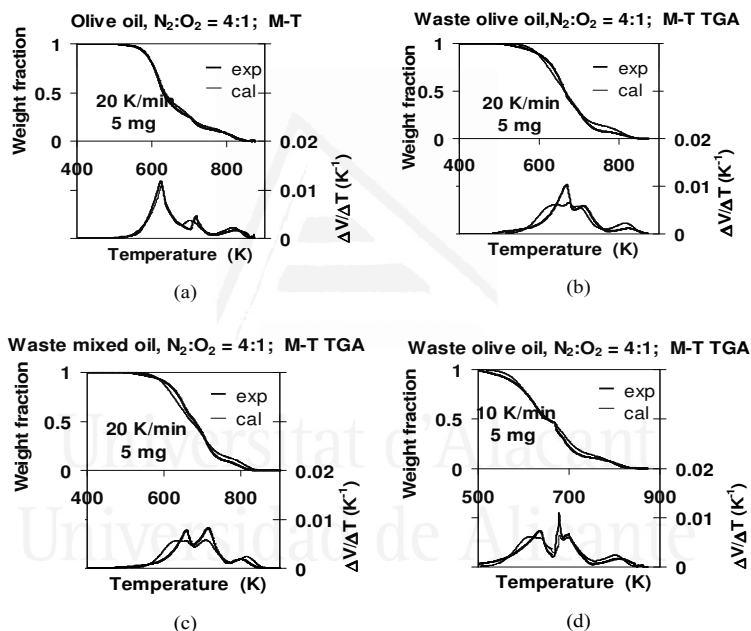 Olive oil, N₂:O₂ = 4:1; M-T
Weight fraction
1
0.5
0
exp
cal
20 K/min
5 mg
400 600 800
0.02
0.01
0
ΔV/ΔT (K⁻¹)
Temperature (K)
(a)
Waste olive oil,N₂:O₂ = 4:1; M-T TGA
Weight fraction
1
0.5
0
exp
cal
20 K/min
5 mg
400 600 800
0.02
0.01
0
ΔV/ΔT (K⁻¹)
Temperature (K)
(b)
Waste mixed oil, N₂:O₂ = 4:1; M-T TGA
Weight fraction
1
0.5
0
exp
cal
20 K/min
5 mg
400 600 800
0.02
0.01
0
ΔV/ΔT (K⁻¹)
Temperature (K)
(c)
Waste olive oil, N₂:O₂ = 4:1; M-T TGA
Weight fraction
1
0.5
0
exp
cal
10 K/min
5 mg
500 700 900
0.02
0.01
0
ΔV/ΔT (K⁻¹)
Temperature (K)
(d)
Universitat d'Alacant
Universidad de Alicante